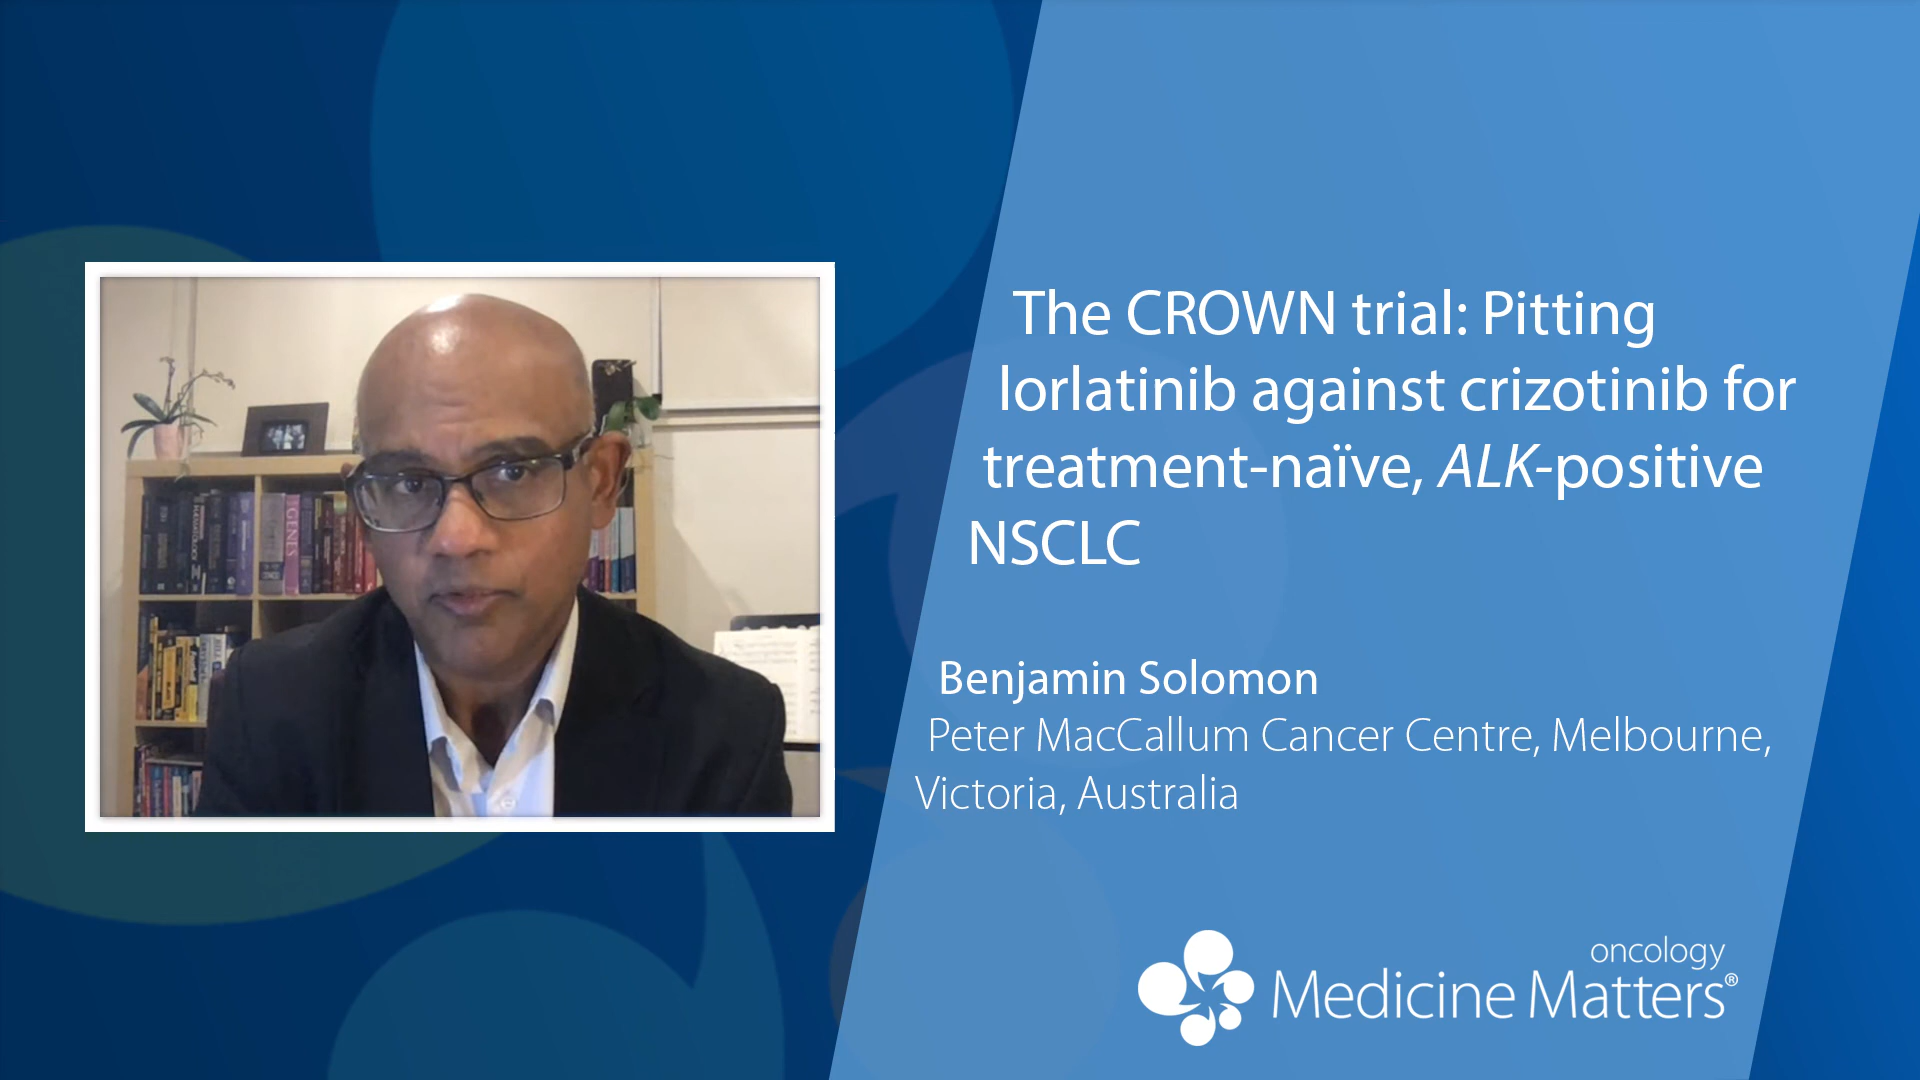 The CROWN trial: Pitting
lorlatinib against crizotinib for
treatment-naïve, ALK-positive
NSCLC
Benjamin Solomon
Peter MacCallum Cancer Centre, Melbourne,
Victoria, Australia
oncology
Medicine Matters®
GENES